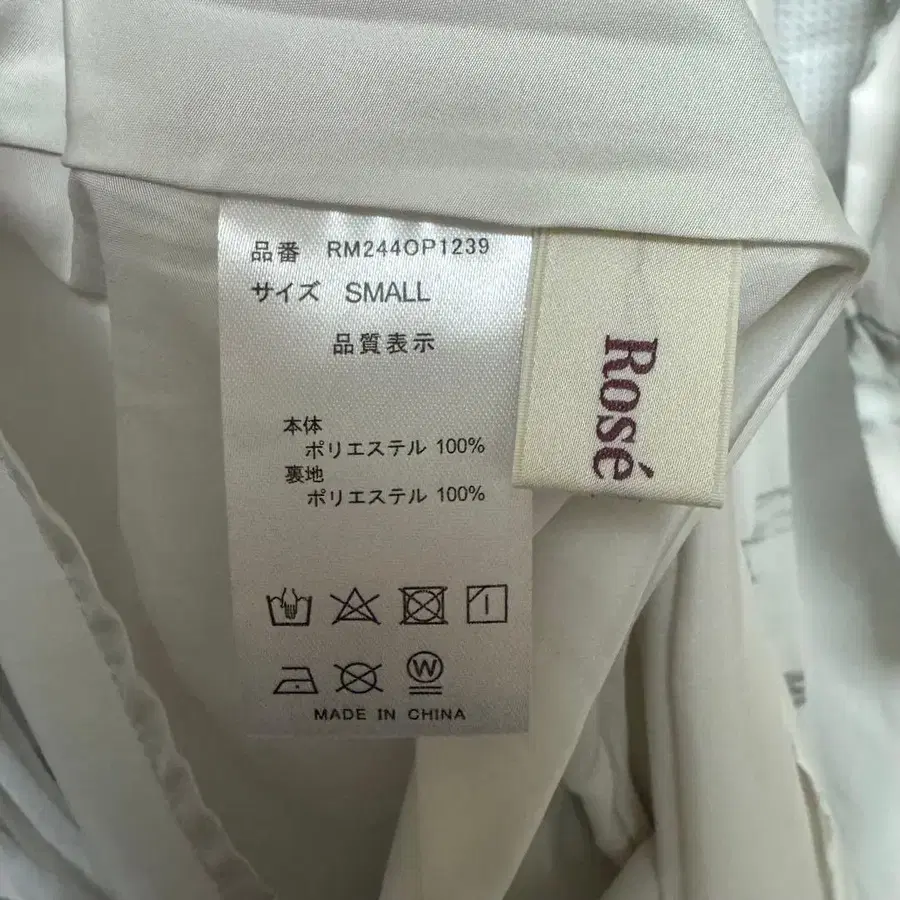 品番 RM244OP1239
サイズ SMALL
品質表示
本体
ポリエステル 100%
裏地
ポリエステル 100%
W
MADE IN CHINA
Rosé